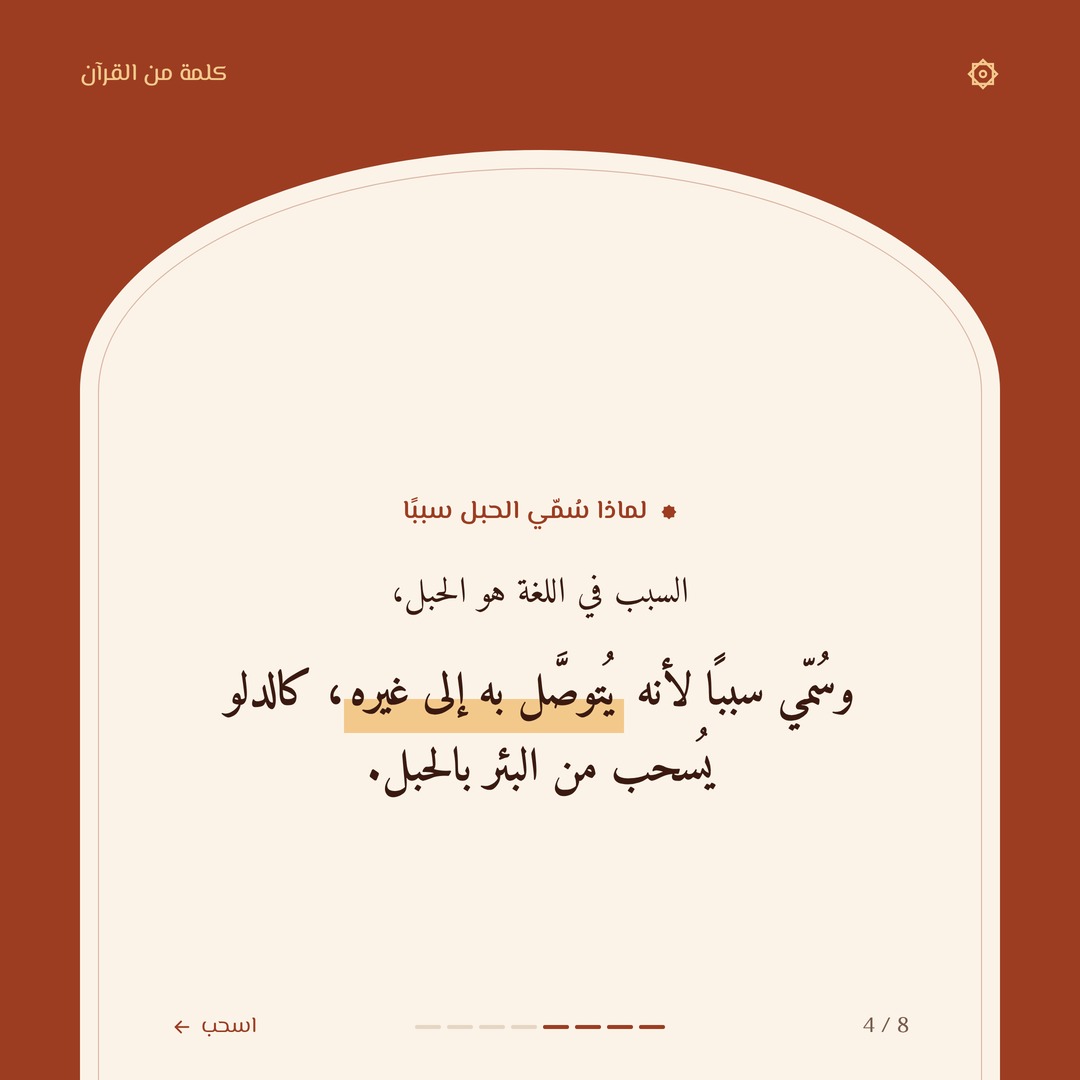 كلمة من القرآن
لماذا سُمّي الحبل سببًا
السبب في اللغة هو الحبل،
وسُمّي سببًا لأنه يُتوصَّل به إلى غيره، كالدلو
يُسحب من البئر بالحبل.
4 / 8
اسحب ←